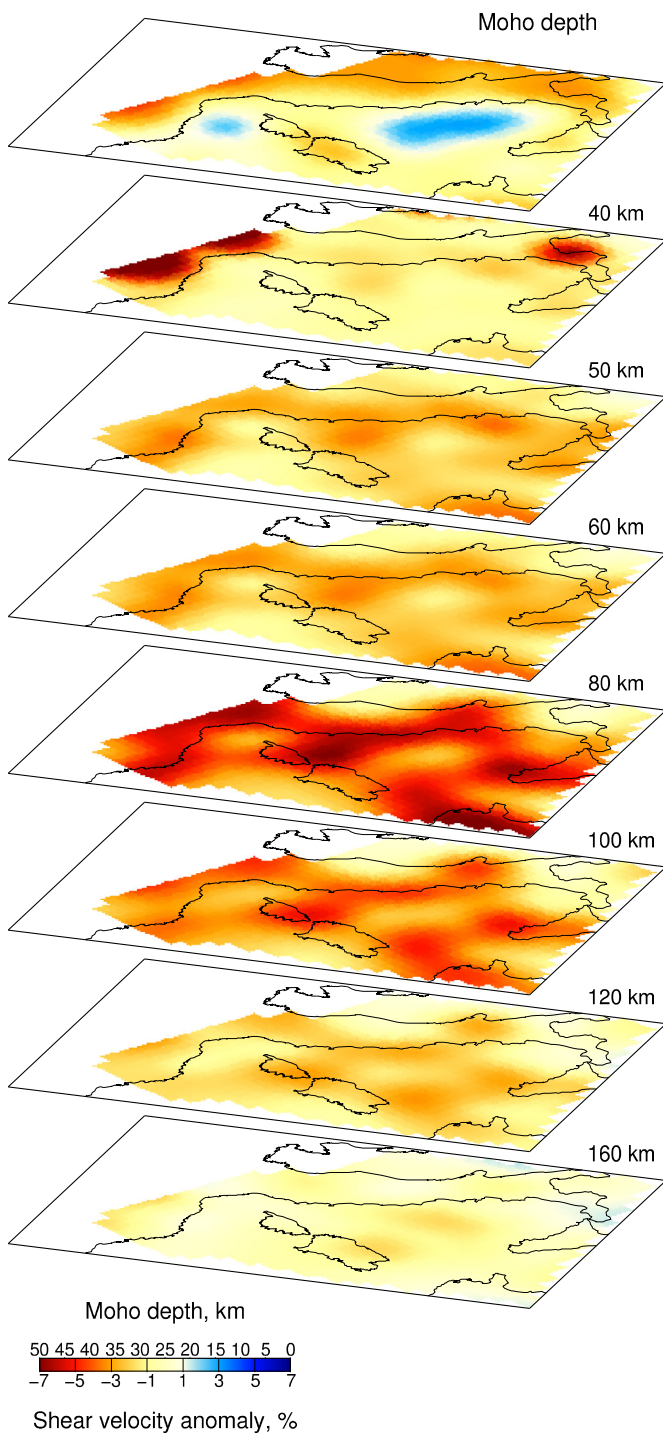 Moho depth
40 km
50 km
60 km
80 km
100 km
120 km
160 km
Moho depth, km
50 45 40 35 30 25 20 15 10 5 0
−7 −5 −3 −1 1 3 5 7
Shear velocity anomaly, %